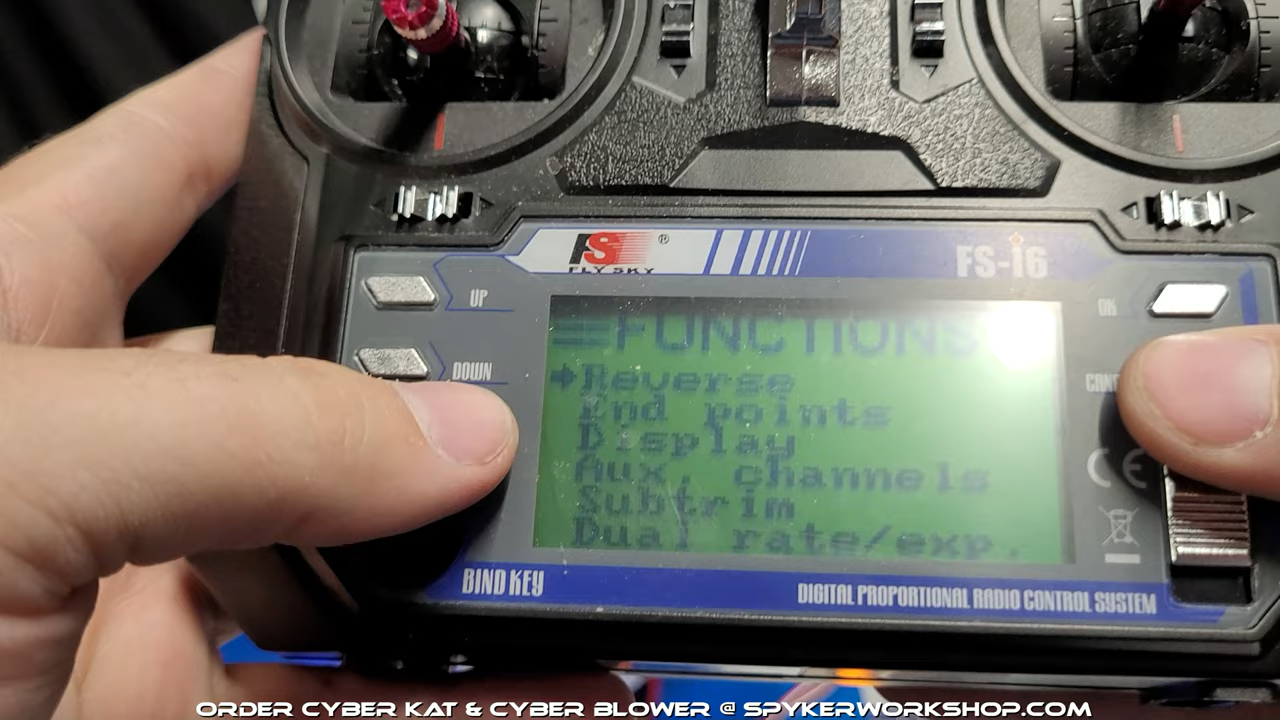 FS ®
FLY SKY
FS-i6
UP
OK
DOWN
FUNCTIONS
Reverse
End points
Display
Aux. channels
Subtrim
Dual rate/exp.
CE
BIND KEY
DIGITAL PROPORTIONAL RADIO CONTROL SYSTEM
ORDER CYBER KAT & CYBER BLOWER @ SPYKERWORKSHOP.COM